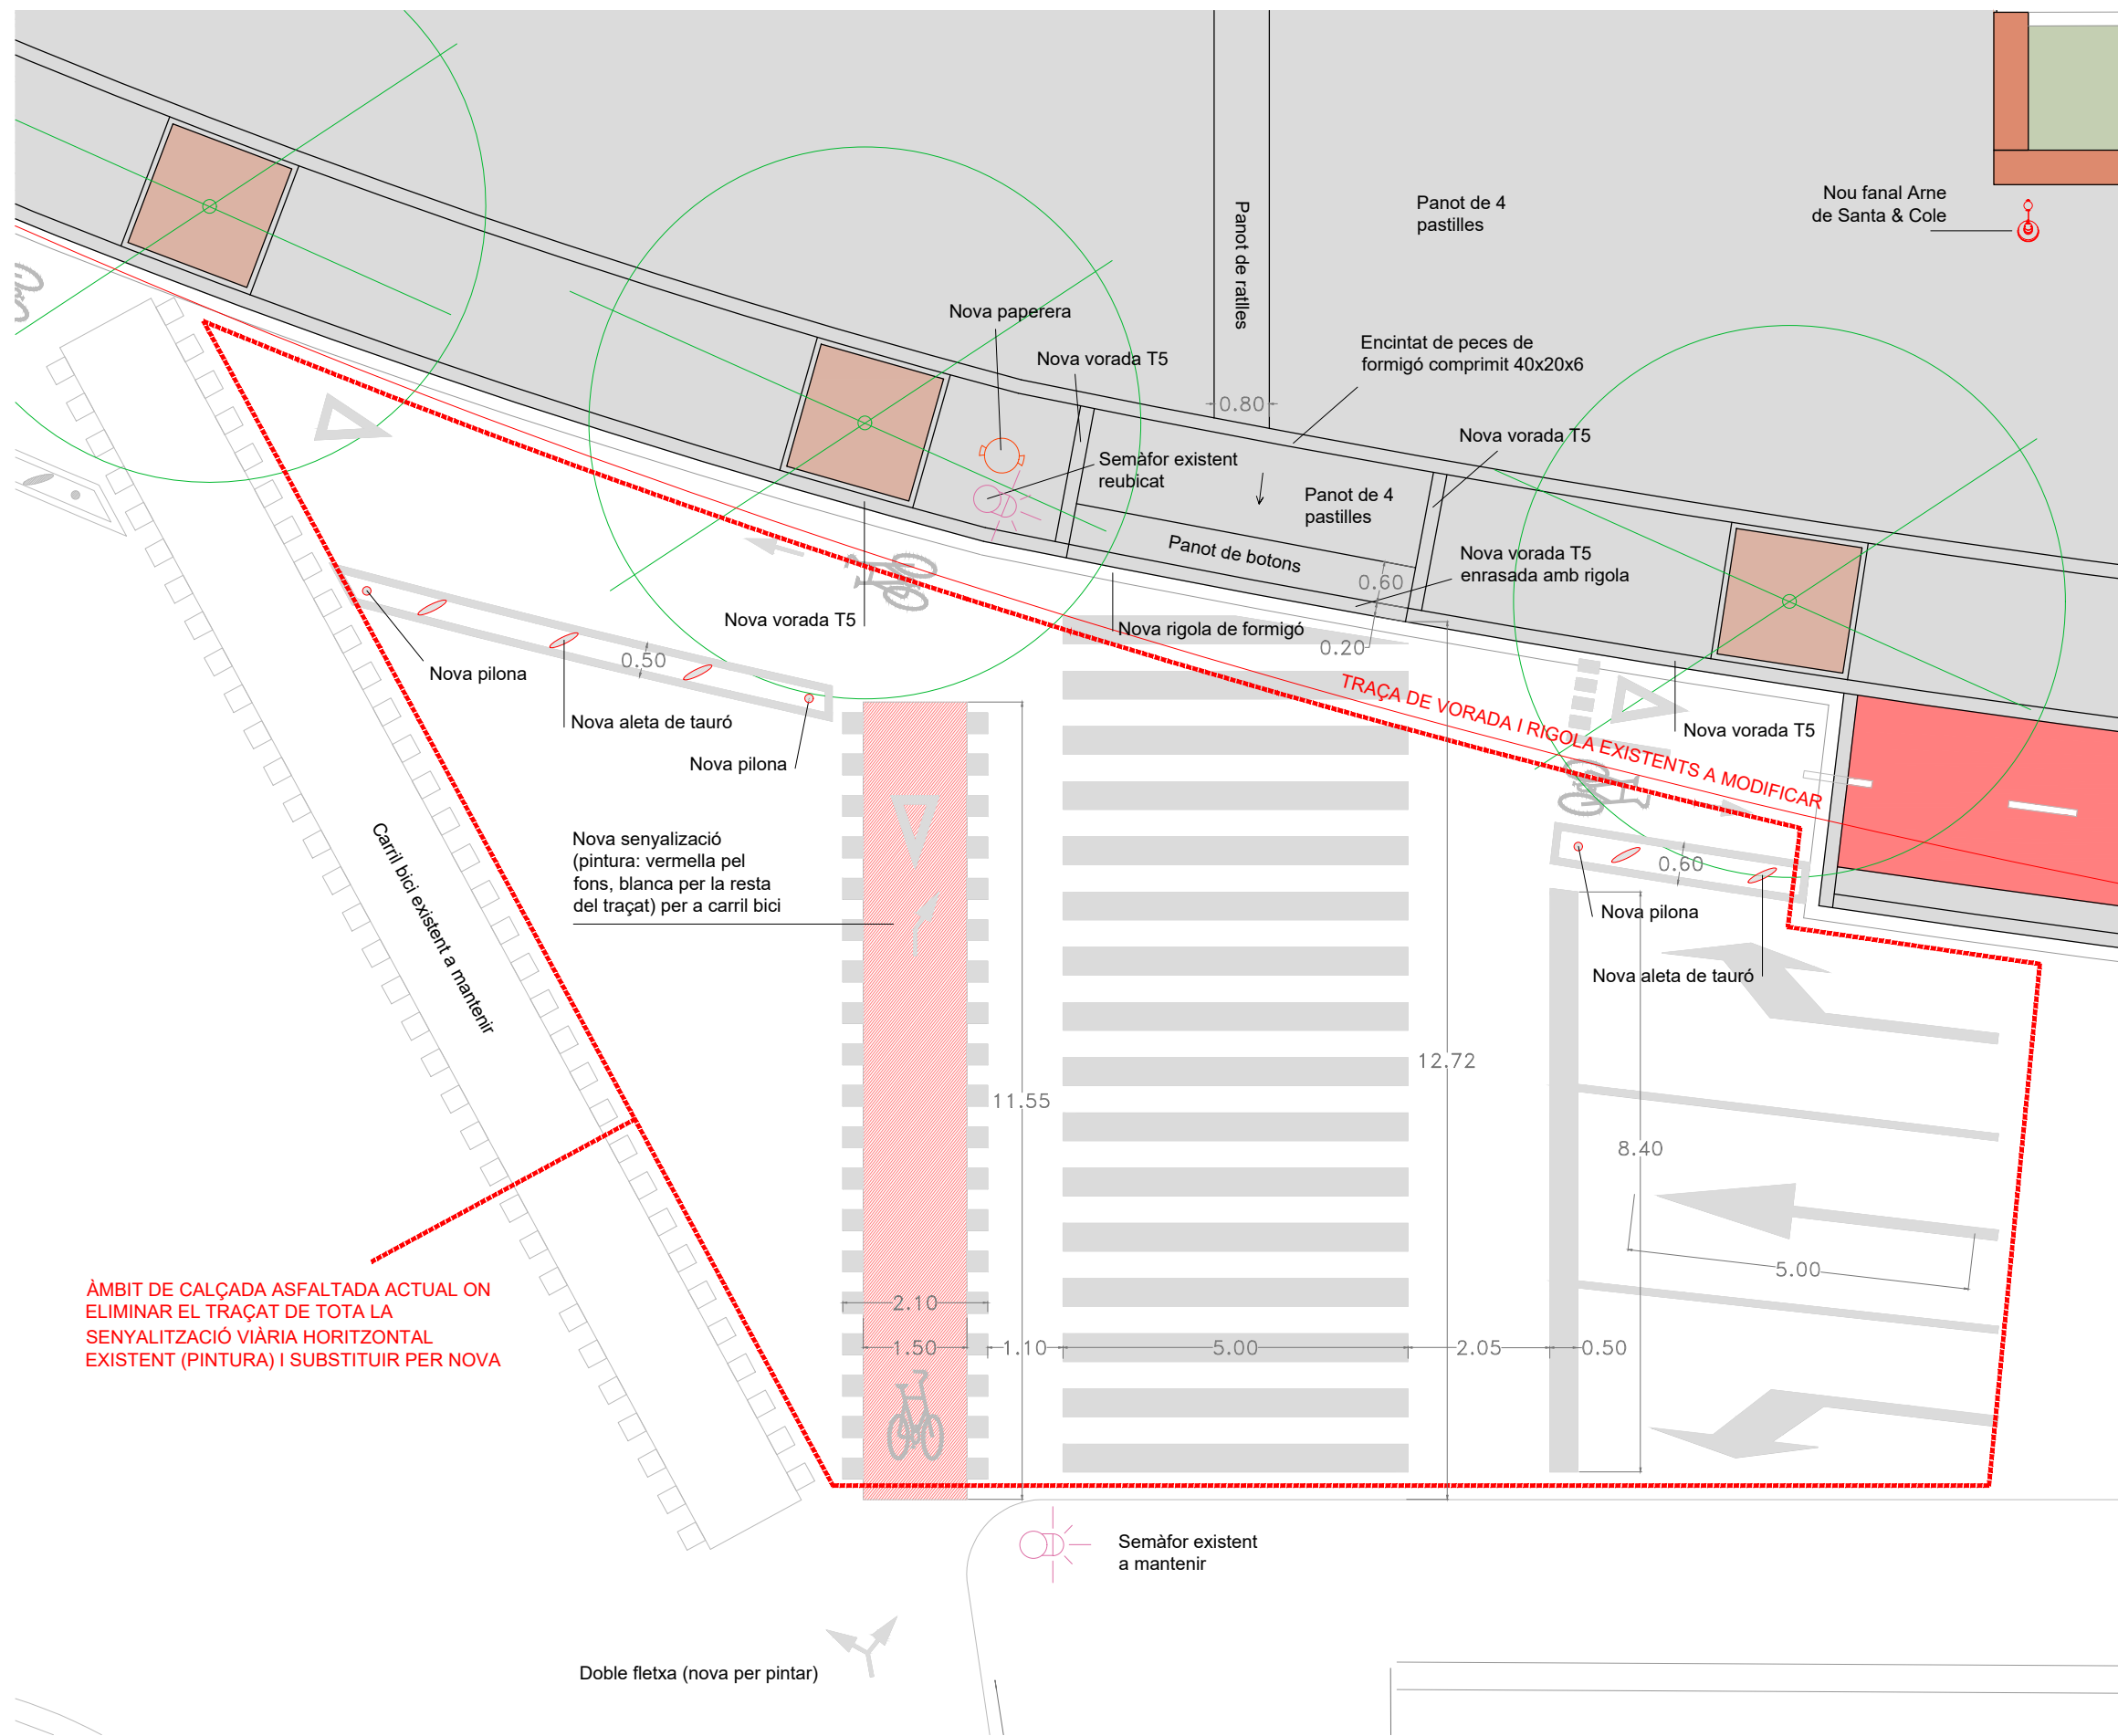 Nou fanal Arne
de Santa & Cole
Panot de 4
pastilles
Panot de ratlles
Nova paperera
Nova vorada T5
Encintat de peces de
formigó comprimit 40x20x6
0.80
Nova vorada T5
Semàfor existent
reubicat
Panot de 4
pastilles
Panot de botons
Nova vorada T5
enrasada amb rigola
0.60
0.20
Nova vorada T5
Nova rigola de formigó
0.50
Nova pilona
Nova aleta de tauró
Nova pilona
TRAÇA DE VORADA I RIGOLA EXISTENTS A MODIFICAR
Nova vorada T5
0.60
Nova pilona
Nova aleta de tauró
Nova senyalizació
(pintura: vermella pel
fons, blanca per la resta
del traçat) per a carril bici
Carril bici existent a mantenir
11.55
12.72
8.40
5.00
2.10
1.50
1.10
5.00
2.05
0.50
ÀMBIT DE CALÇADA ASFALTADA ACTUAL ON
ELIMINAR EL TRAÇAT DE TOTA LA
SENYALITZACIÓ VIÀRIA HORITZONTAL
EXISTENT (PINTURA) I SUBSTITUIR PER NOVA
Semàfor existent
a mantenir
Doble fletxa (nova per pintar)